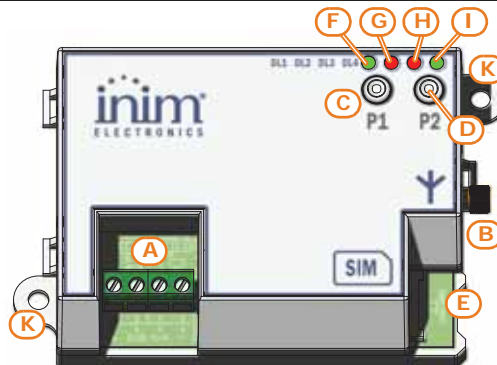 F G H I
DL1 DL2 DL3 DL4
K
inim
ELECTRONICS
C
P1 P2
D
B
A
SIM
E
K